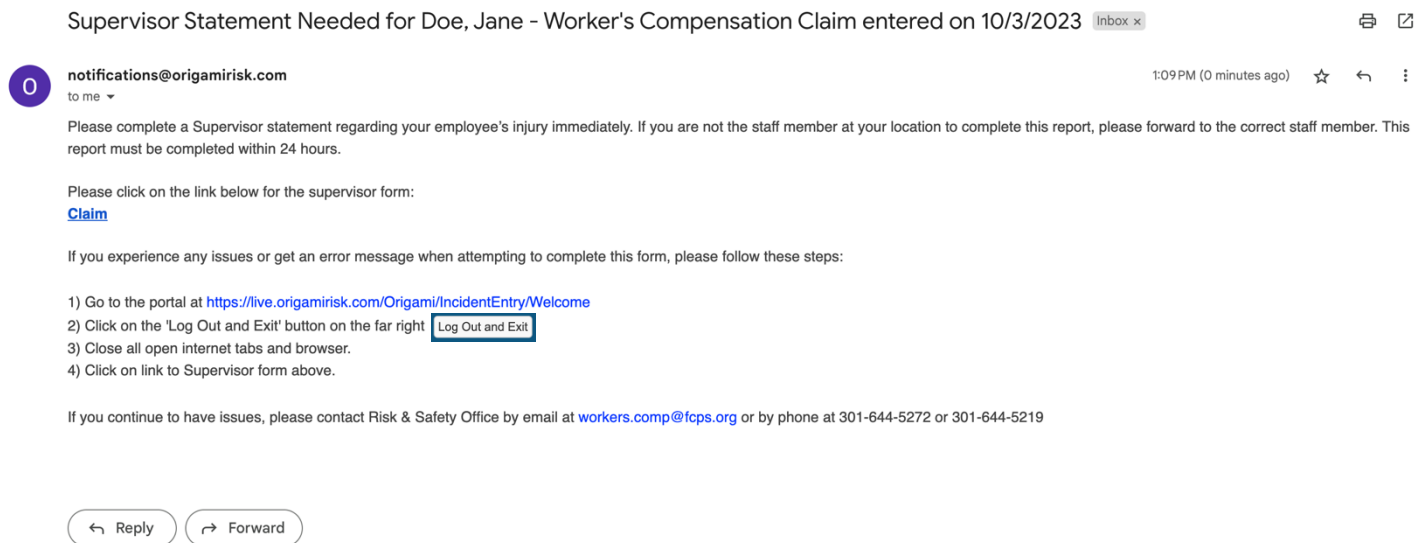 Supervisor Statement Needed for Doe, Jane - Worker's Compensation Claim entered on 10/3/2023 Inbox ×
O
notifications@origamirisk.com 1:09 PM (0 minutes ago)
to me
Please complete a Supervisor statement regarding your employee's injury immediately. If you are not the staff member at your location to complete this report, please forward to the correct staff member. This
report must be completed within 24 hours.
Please click on the link below for the supervisor form:
Claim
If you experience any issues or get an error message when attempting to complete this form, please follow these steps:
1) Go to the portal at https://live.origamirisk.com/Origami/IncidentEntry/Welcome
2) Click on the 'Log Out and Exit' button on the far right Log Out and Exit
3) Close all open internet tabs and browser.
4) Click on link to Supervisor form above.
If you continue to have issues, please contact Risk & Safety Office by email at workers.comp@fcps.org or by phone at 301-644-5272 or 301-644-5219
Reply Forward